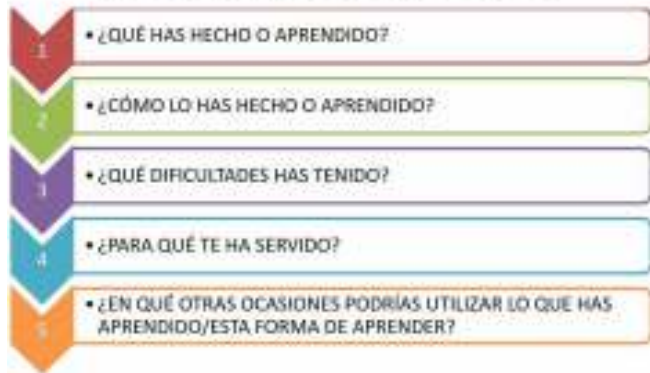 1
• ¿QUÉ HAS HECHO O APRENDIDO?
2
• ¿CÓMO LO HAS HECHO O APRENDIDO?
3
• ¿QUÉ DIFICULTADES HAS TENIDO?
4
• ¿PARA QUÉ TE HA SERVIDO?
5
• ¿EN QUÉ OTRAS OCASIONES PODRÍAS UTILIZAR LO QUE HAS
APRENDIDO/ESTA FORMA DE APRENDER?